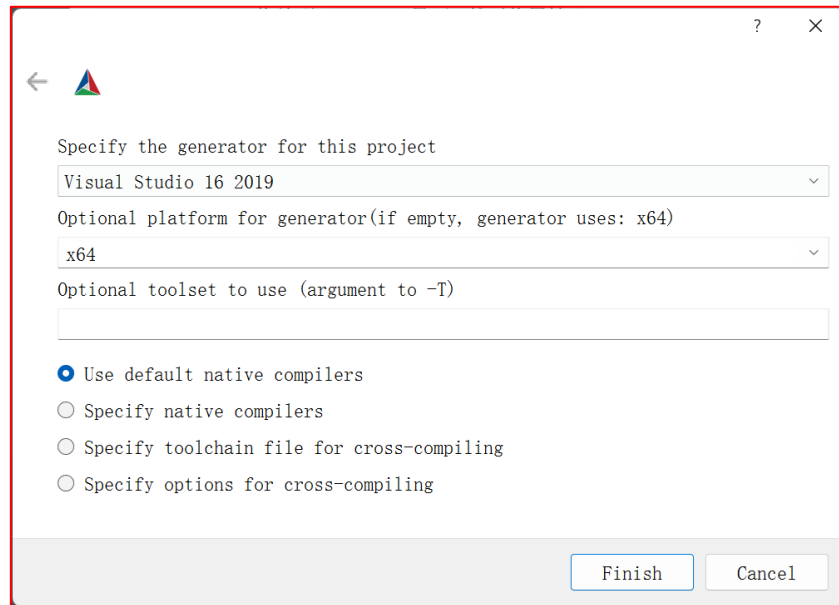 ?
Specify the generator for this project
Visual Studio 16 2019
Optional platform for generator(if empty, generator uses: x64)
x64
Optional toolset to use (argument to -T)
Use default native compilers
Specify native compilers
Specify toolchain file for cross-compiling
Specify options for cross-compiling
Finish Cancel